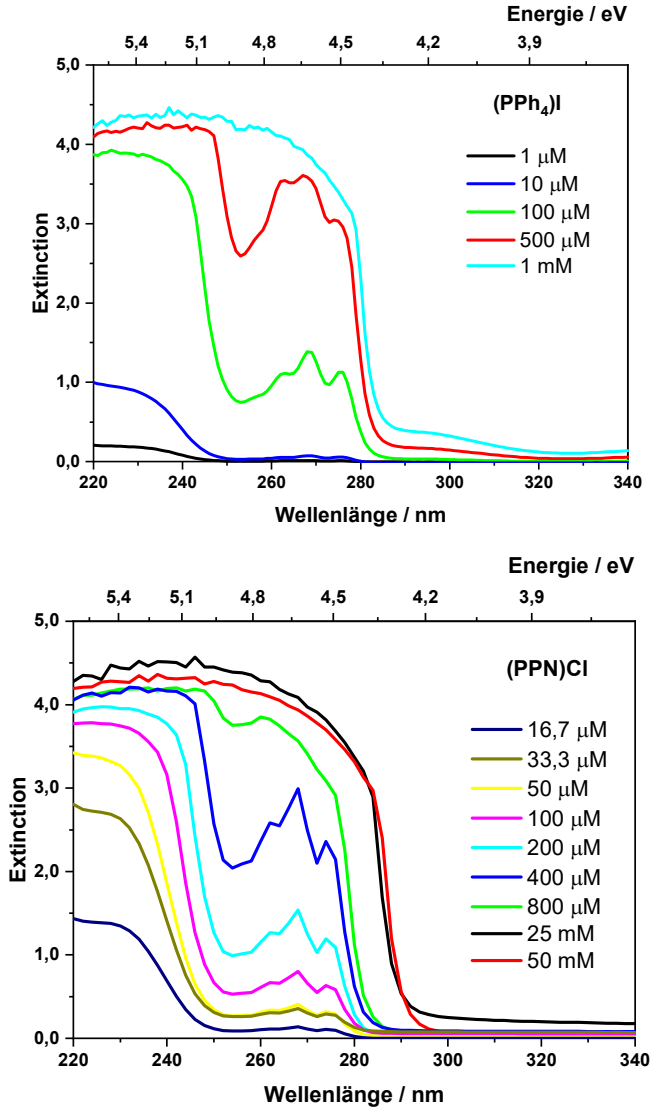 Energie / eV
5,4 5,1 4,8 4,5 4,2 3,9
5,0
4,0
3,0
2,0
1,0
0,0
Extinction
(PPh₄)I
1 μM
10 μM
100 μM
500 μM
1 mM
220 240 260 280 300 320 340
Wellenlänge / nm
Energie / eV
5,4 5,1 4,8 4,5 4,2 3,9
5,0
4,0
3,0
2,0
1,0
0,0
Extinction
(PPN)Cl
16,7 μM
33,3 μM
50 μM
100 μM
200 μM
400 μM
800 μM
25 mM
50 mM
220 240 260 280 300 320 340
Wellenlänge / nm